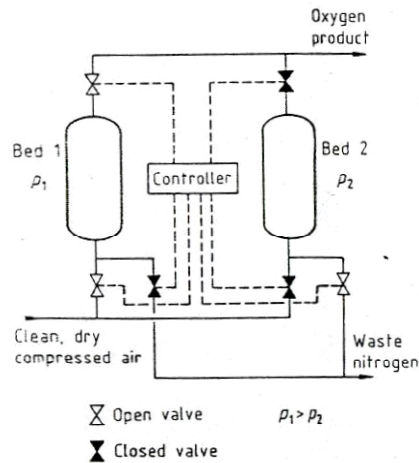 Oxygen
product
Bed 1
p₁
Controller
Bed 2
p₂
Clean, dry
compressed air
Waste
nitrogen
Open valve
p₁ > p₂
Closed valve